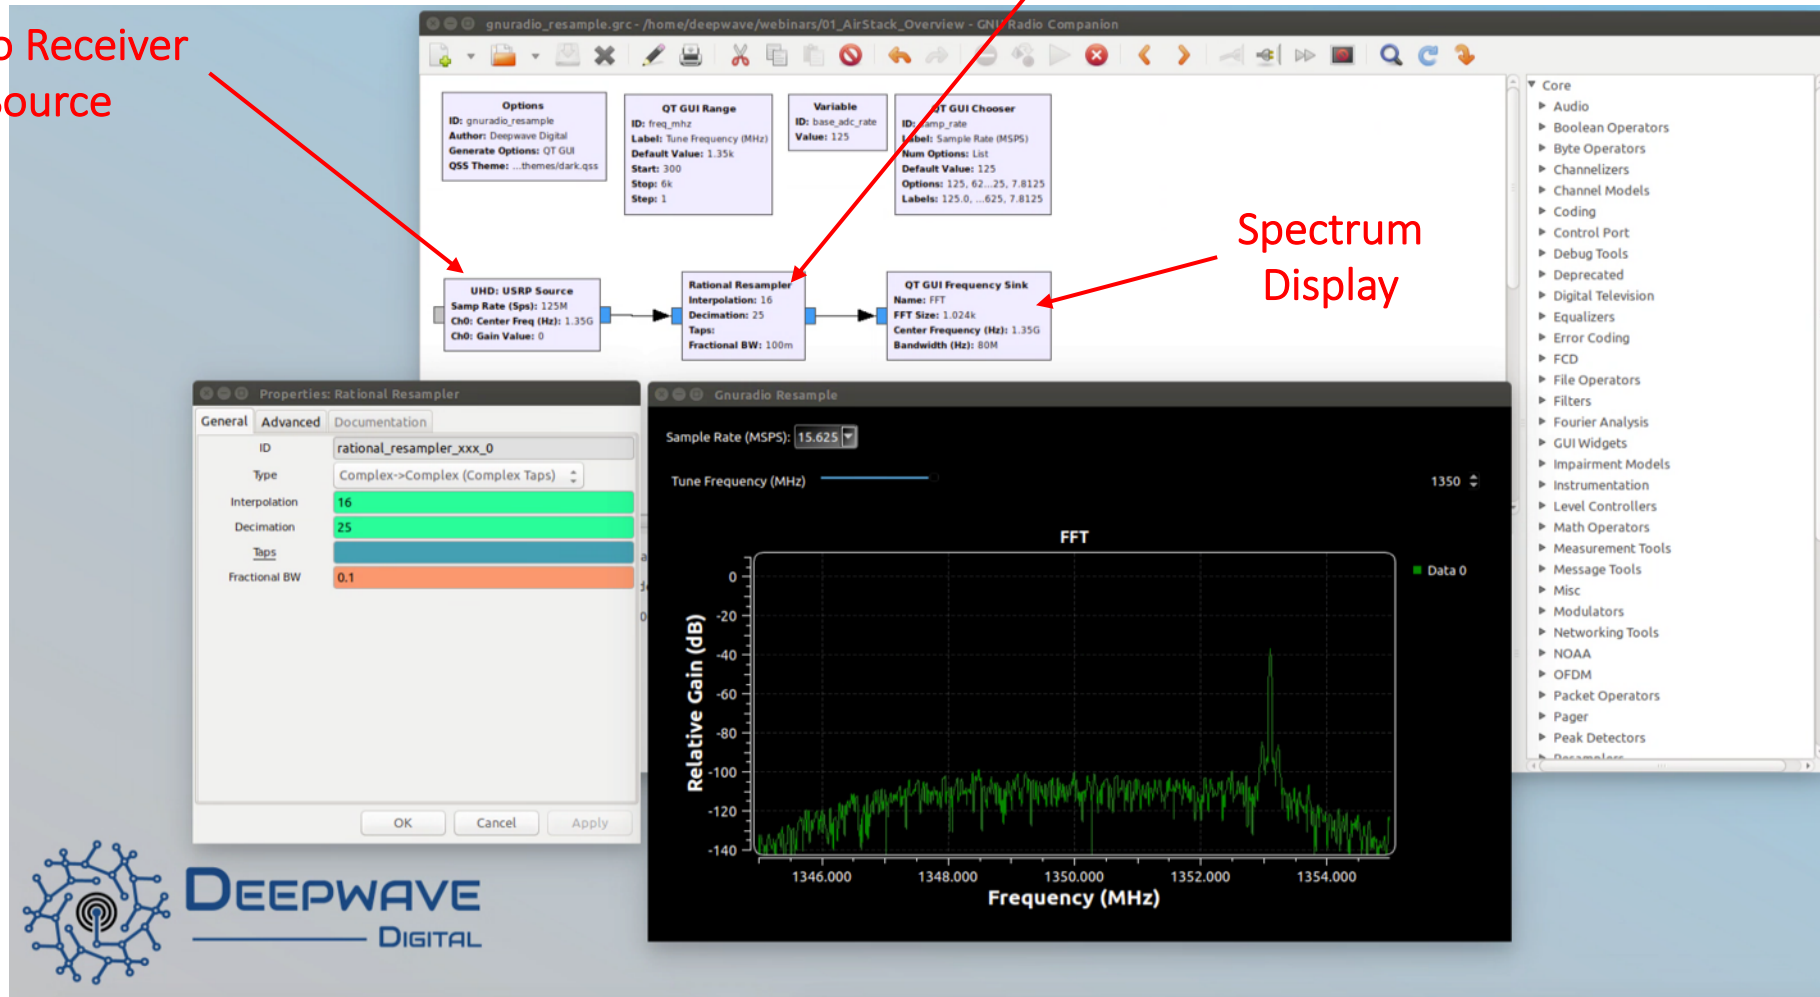 o Receiver
ource
gnuradio_resample.grc - /home/deepwave/webinars/01_AirStack_Overview - GNU Radio Companion
Options
ID: gnuradio_resample
Author: Deepwave Digital
Generate Options: QT GUI
QSS Theme: ...themes/dark.qss
QT GUI Range
ID: freq_mhz
Label: Tune Frequency (MHz)
Default Value: 1.35k
Start: 300
Stop: 6k
Step: 1
Variable
ID: base_adc_rate
Value: 125
QT GUI Chooser
ID: samp_rate
Label: Sample Rate (MSPS)
Num Options: List
Default Value: 125
Options: 125, 62...25, 7.8125
Labels: 125.0, ...625, 7.8125
Spectrum
Display
UHD: USRP Source
Samp Rate (Sps): 125M
Ch0: Center Freq (Hz): 1.35G
Ch0: Gain Value: 0
Rational Resampler
Interpolation: 16
Decimation: 25
Taps:
Fractional BW: 100m
QT GUI Frequency Sink
Name: FFT
FFT Size: 1.024k
Center Frequency (Hz): 1.35G
Bandwidth (Hz): 80M
Core
Audio
Boolean Operators
Byte Operators
Channelizers
Channel Models
Coding
Control Port
Debug Tools
Deprecated
Digital Television
Equalizers
Error Coding
FCD
File Operators
Filters
Fourier Analysis
GUI Widgets
Impairment Models
Instrumentation
Level Controllers
Math Operators
Measurement Tools
Message Tools
Misc
Modulators
Networking Tools
NOAA
OFDM
Packet Operators
Pager
Peak Detectors
Resamplers
Properties: Rational Resampler
General Advanced Documentation
ID rational_resampler_xxx_0
Type Complex->Complex (Complex Taps)
Interpolation 16
Decimation 25
Taps
Fractional BW 0.1
OK Cancel Apply
Gnuradio Resample
Sample Rate (MSPS): 15.625
Tune Frequency (MHz) 1350
FFT
Data 0
Relative Gain (dB)
0
-20
-40
-60
-80
-100
-120
-140
1346.000 1348.000 1350.000 1352.000 1354.000
Frequency (MHz)
DEEPWAVE
DIGITAL